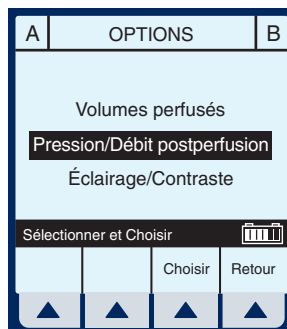 A OPTIONS B
Volumes perfusés
Pression/Débit postperfusion
Éclairage/Contraste
Sélectionner et Choisir
Choisir Retour